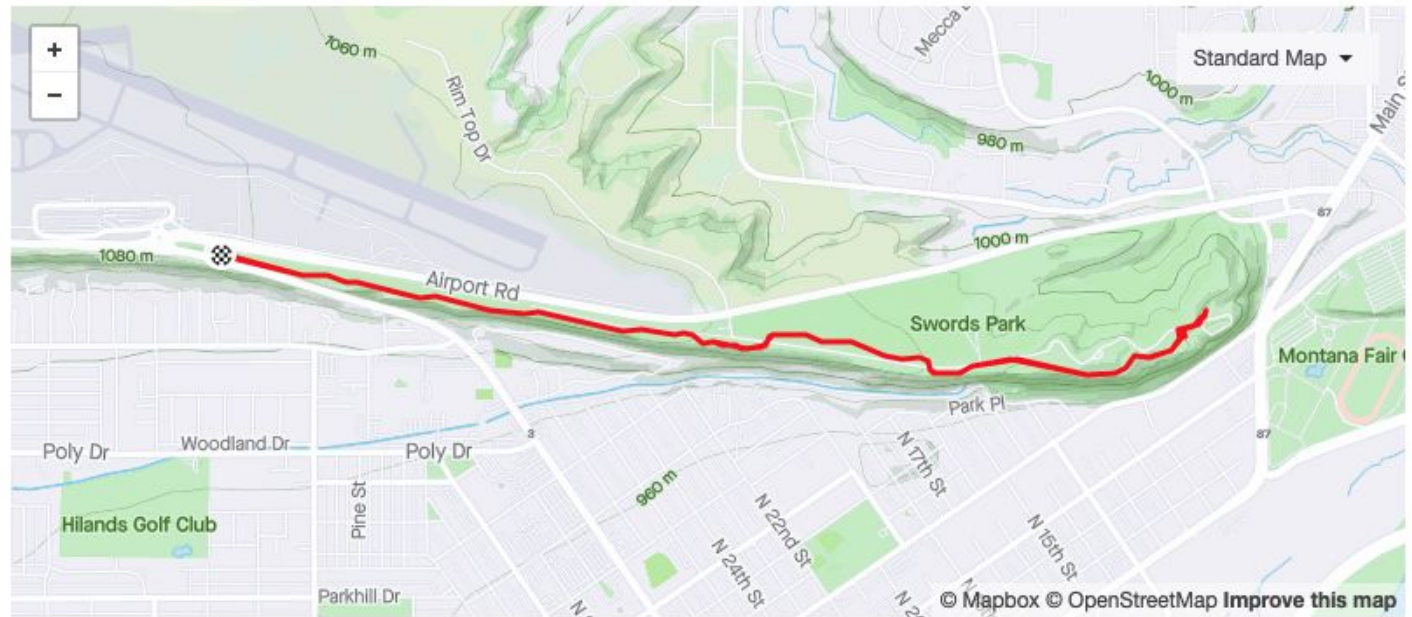 +
−
1060 m
Rim Top Dr
Mecca
Standard Map
1000 m
Main
980 m
87
1000 m
1080 m
Airport Rd
Swords Park
Montana Fair
Park Pl
3
87
Poly Dr
Woodland Dr
Poly Dr
N 17th St
960 m
Pine St
Hilands Golf Club
N 22nd St
N 15th St
N 24th St
Parkhill Dr
© Mapbox © OpenStreetMap Improve this map